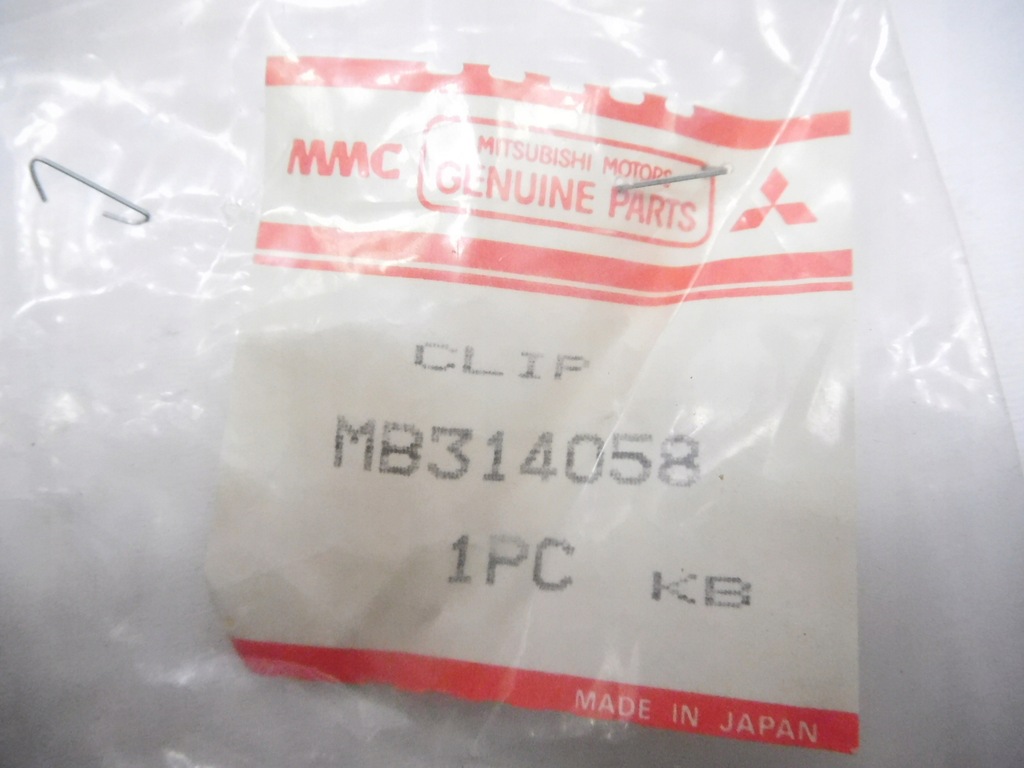 MMC
MITSUBISHI MOTORS
GENUINE PARTS
CLIP
MB314058
1PC KB
MADE IN JAPAN